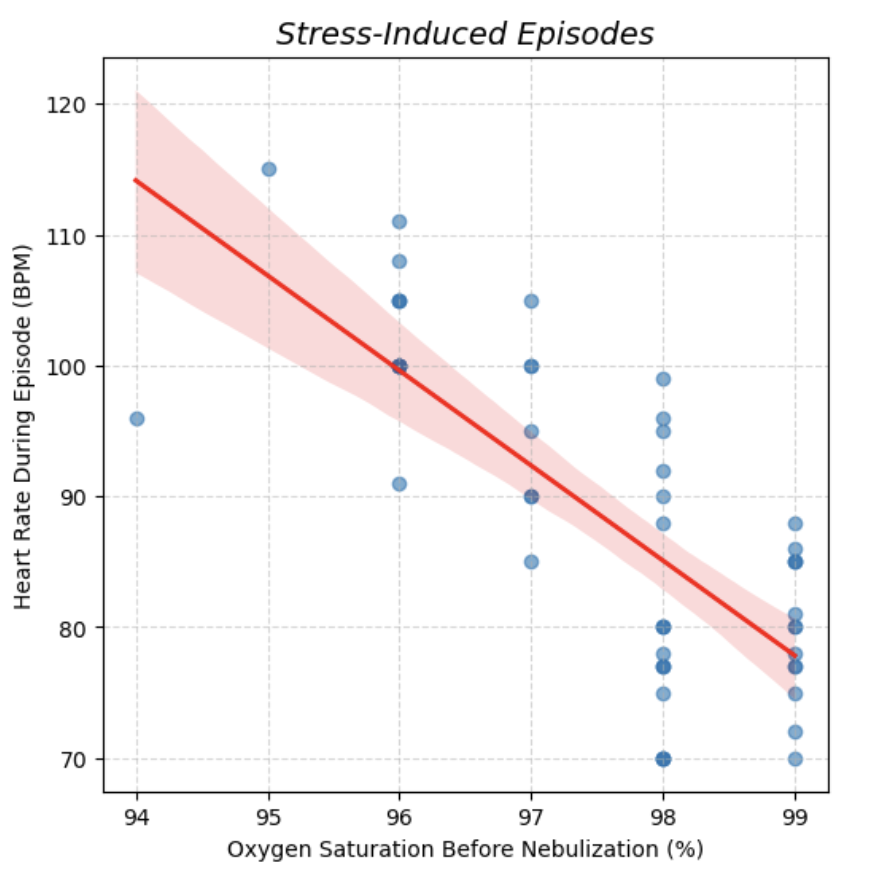 Stress-Induced Episodes
120
110
100
90
80
70
Heart Rate During Episode (BPM)
94 95 96 97 98 99
Oxygen Saturation Before Nebulization (%)